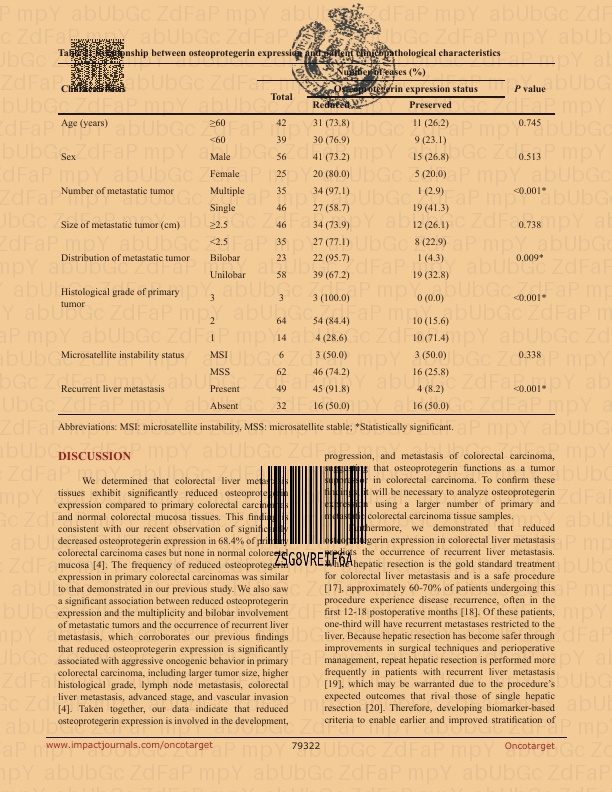 between osteoprotegerin expression and patient clinicopathological characteristics
Number of cases (%)
Total
Osteoprotegerin expression status
P value
Reduced Preserved
Age (years) ≥60 42 31 (73.8) 11 (26.2) 0.745
<60 39 30 (76.9) 9 (23.1)
Sex Male 56 41 (73.2) 15 (26.8) 0.513
Female 25 20 (80.0) 5 (20.0)
Number of metastatic tumor Multiple 35 34 (97.1) 1 (2.9) <0.001*
Single 46 27 (58.7) 19 (41.3)
Size of metastatic tumor (cm) ≥2.5 46 34 (73.9) 12 (26.1) 0.738
<2.5 35 27 (77.1) 8 (22.9)
Distribution of metastatic tumor Bilobar 23 22 (95.7) 1 (4.3) 0.009*
Unilobar 58 39 (67.2) 19 (32.8)
Histological grade of primary
tumor 3 3 3 (100.0) 0 (0.0) <0.001*
2 64 54 (84.4) 10 (15.6)
1 14 4 (28.6) 10 (71.4)
Microsatellite instability status MSI 6 3 (50.0) 3 (50.0) 0.338
MSS 62 46 (74.2) 16 (25.8)
Recurrent liver metastasis Present 49 45 (91.8) 4 (8.2) <0.001*
Absent 32 16 (50.0) 16 (50.0)
Abbreviations: MSI: microsatellite instability, MSS: microsatellite stable; *Statistically significant.
DISCUSSION
We determined that colorectal liver metastasis
tissues exhibit significantly reduced osteoprotegerin
expression compared to primary colorectal carcinomas
and normal colorectal mucosa tissues. This finding is
consistent with our recent observation of significantly
decreased osteoprotegerin expression in 68.4% of primary
colorectal carcinoma cases but none in normal colorectal
mucosa [4]. The frequency of reduced osteoprotegerin
expression in primary colorectal carcinomas was similar
to that demonstrated in our previous study. We also saw
a significant association between reduced osteoprotegerin
expression and the multiplicity and bilobar involvement
of metastatic tumors and the occurrence of recurrent liver
metastasis, which corroborates our previous findings
that reduced osteoprotegerin expression is significantly
associated with aggressive oncogenic behavior in primary
colorectal carcinoma, including larger tumor size, higher
histological grade, lymph node metastasis, colorectal
liver metastasis, advanced stage, and vascular invasion
[4]. Taken together, our data indicate that reduced
osteoprotegerin expression is involved in the development,
progression, and metastasis of colorectal carcinoma,
suggesting that osteoprotegerin functions as a tumor
suppressor in colorectal carcinoma. To confirm these
findings, it will be necessary to analyze osteoprotegerin
expression using a larger number of primary and
metastatic colorectal carcinoma tissue samples.
Furthermore, we demonstrated that reduced
osteoprotegerin expression in colorectal liver metastasis
predicts the occurrence of recurrent liver metastasis.
While hepatic resection is the gold standard treatment
for colorectal liver metastasis and is a safe procedure
[17], approximately 60-70% of patients undergoing this
procedure experience disease recurrence, often in the
first 12-18 postoperative months [18]. Of these patients,
one-third will have recurrent metastases restricted to the
liver. Because hepatic resection has become safer through
improvements in surgical techniques and perioperative
management, repeat hepatic resection is performed more
frequently in patients with recurrent liver metastasis
[19], which may be warranted due to the procedure's
expected outcomes that rival those of single hepatic
resection [20]. Therefore, developing biomarker-based
criteria to enable earlier and improved stratification of
ZSG8VREIF6A
www.impactjournals.com/oncotarget 79322 Oncotarget